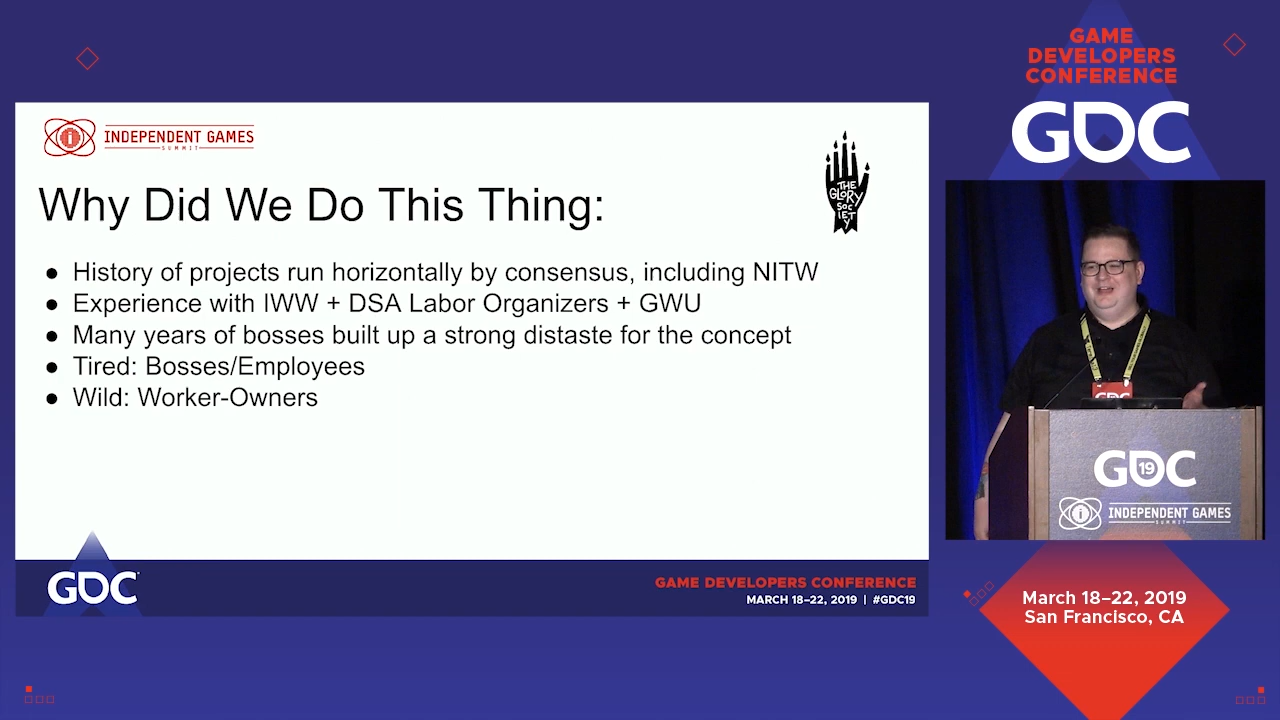 GAME
DEVELOPERS
CONFERENCE
GDC
INDEPENDENT GAMES
SUMMIT
THE
GLORY
SOC
IET
Y
Why Did We Do This Thing:
● History of projects run horizontally by consensus, including NITW
● Experience with IWW + DSA Labor Organizers + GWU
● Many years of bosses built up a strong distaste for the concept
● Tired: Bosses/Employees
● Wild: Worker-Owners
GDC
GAME DEVELOPERS CONFERENCE
MARCH 18–22, 2019 | #GDC19
GDC
GDC
19
INDEPENDENT GAMES
SUMMIT
March 18–22, 2019
San Francisco, CA